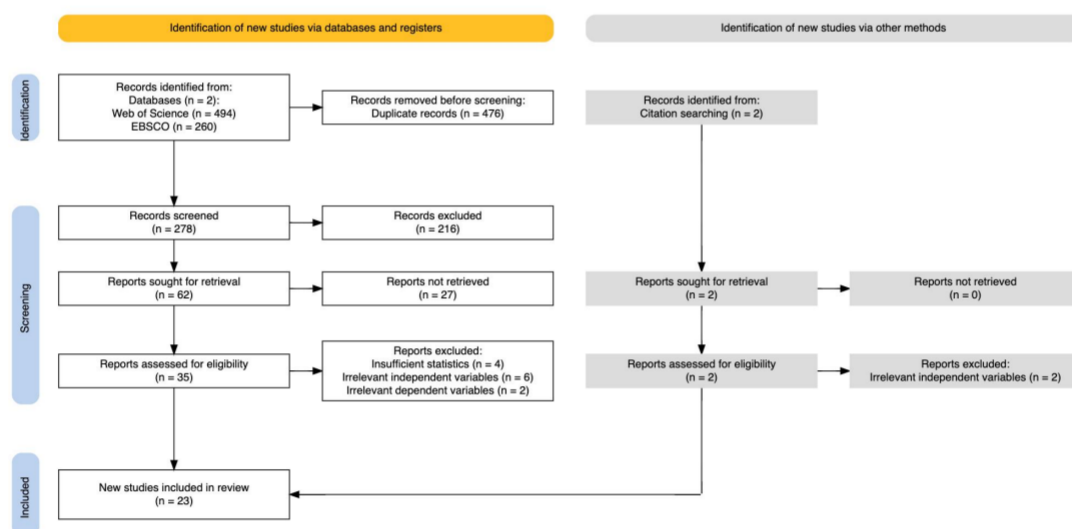 Identification of new studies via databases and registers
Identification of new studies via other methods
Identification
Records identified from:
Databases (n = 2):
Web of Science (n = 494)
EBSCO (n = 260)
Records removed before screening:
Duplicate records (n = 476)
Records identified from:
Citation searching (n = 2)
Screening
Records screened
(n = 278)
Records excluded
(n = 216)
Reports sought for retrieval
(n = 62)
Reports not retrieved
(n = 27)
Reports sought for retrieval
(n = 2)
Reports not retrieved
(n = 0)
Reports assessed for eligibility
(n = 35)
Reports excluded:
Insufficient statistics (n = 4)
Irrelevant independent variables (n = 6)
Irrelevant dependent variables (n = 2)
Reports assessed for eligibility
(n = 2)
Reports excluded:
Irrelevant independent variables (n = 2)
Included
New studies included in review
(n = 23)